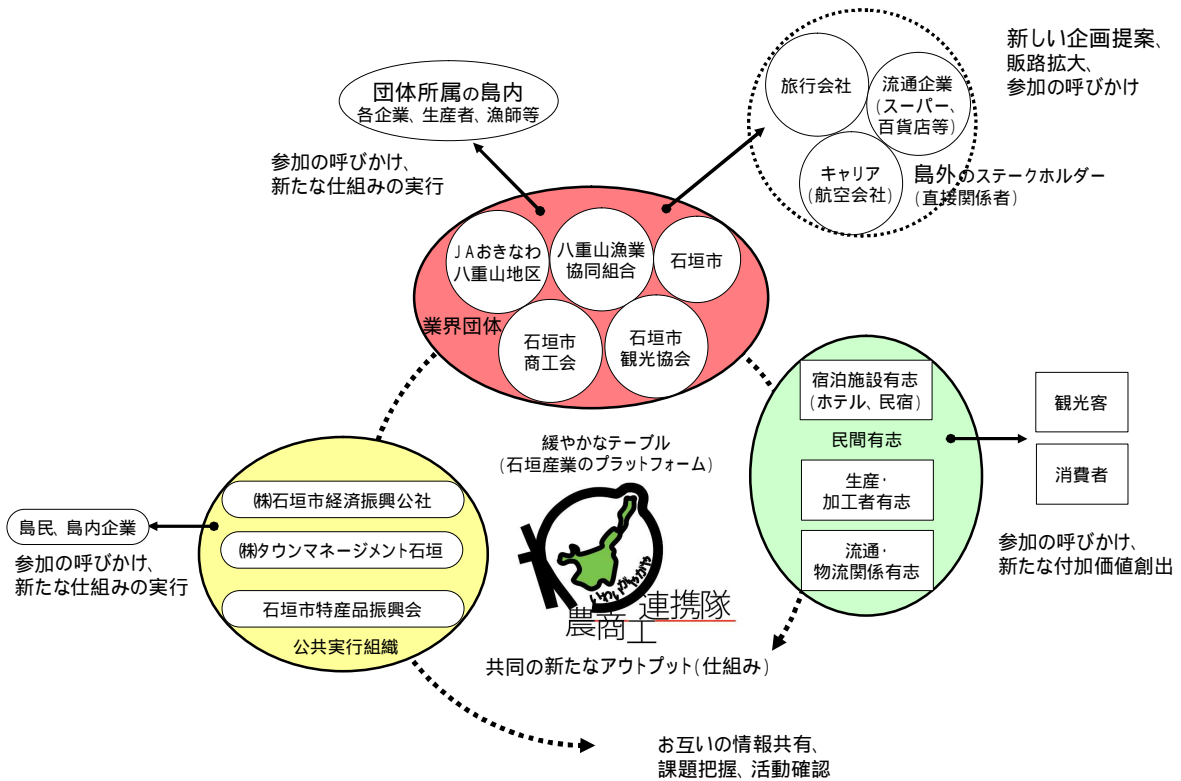 新しい企画提案、
販路拡大、
参加の呼びかけ
旅行会社
流通企業
(スーパー、
百貨店等)
キャリア
(航空会社)
島外のステークホルダー
(直接関係者)
団体所属の島内
各企業、生産者、漁師等
参加の呼びかけ、
新たな仕組みの実行
JAおきなわ
八重山地区
八重山漁業
協同組合
石垣市
業界団体
石垣市
商工会
石垣市
観光協会
宿泊施設有志
(ホテル、民宿)
民間有志
生産・
加工者有志
流通・
物流関係有志
観光客
消費者
参加の呼びかけ、
新たな付加価値創出
緩やかなテーブル
(石垣産業のプラットフォーム)
いわいがやがや
農商工連携隊
共同の新たなアウトプット(仕組み)
㈱石垣市経済振興公社
㈱タウンマネージメント石垣
石垣市特産品振興会
公共実行組織
島民、島内企業
参加の呼びかけ、
新たな仕組みの実行
お互いの情報共有、
課題把握、活動確認